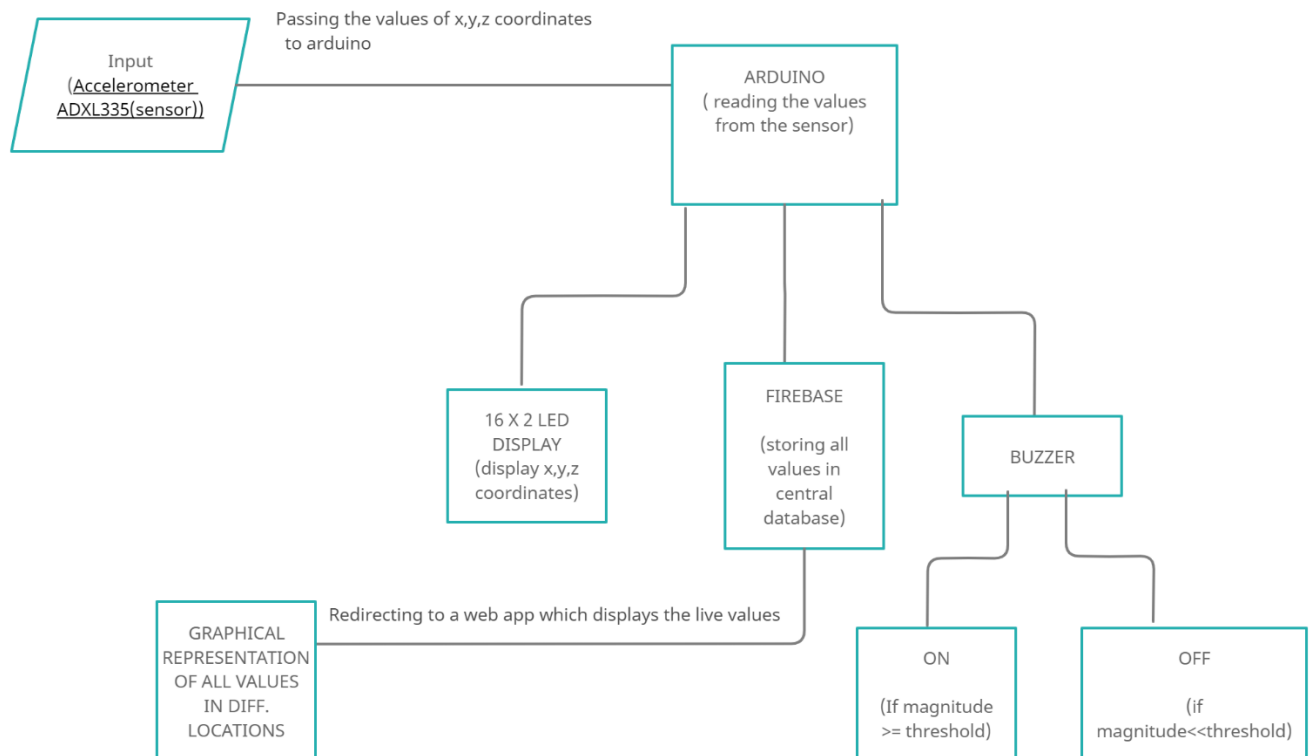 Passing the values of x,y,z coordinates
to arduino
Input
(Accelerometer
ADXL335(sensor))
ARDUINO
( reading the values
from the sensor)
16 X 2 LED
DISPLAY
(display x,y,z
coordinates)
FIREBASE
(storing all
values in
central
database)
BUZZER
Redirecting to a web app which displays the live values
GRAPHICAL
REPRESENTATION
OF ALL VALUES
IN DIFF.
LOCATIONS
ON
(If magnitude
>= threshold)
OFF
(if
magnitude<<threshold)